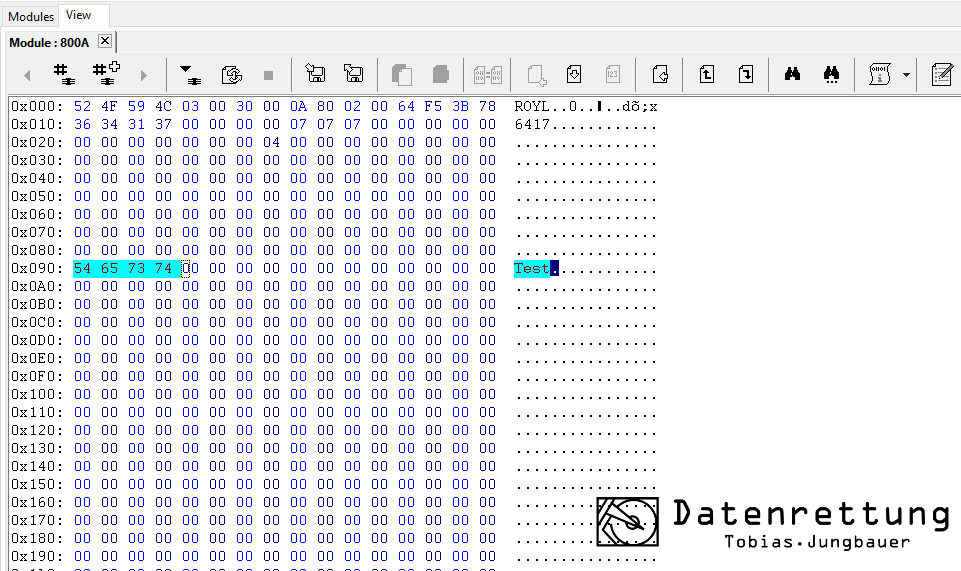 Modules View
Module : 800A
0x000: 52 4F 59 4C 03 00 30 00 0A 80 02 00 64 F5 3B 78 ROYL..0..▌..dõ;x
0x010: 36 34 31 37 00 00 00 00 07 07 07 00 00 00 00 00 6417............
0x020: 00 00 00 00 00 00 00 04 00 00 00 00 00 00 00 00 ................
0x030: 00 00 00 00 00 00 00 00 00 00 00 00 00 00 00 00 ................
0x040: 00 00 00 00 00 00 00 00 00 00 00 00 00 00 00 00 ................
0x050: 00 00 00 00 00 00 00 00 00 00 00 00 00 00 00 00 ................
0x060: 00 00 00 00 00 00 00 00 00 00 00 00 00 00 00 00 ................
0x070: 00 00 00 00 00 00 00 00 00 00 00 00 00 00 00 00 ................
0x080: 00 00 00 00 00 00 00 00 00 00 00 00 00 00 00 00 ................
0x090: 54 65 73 74 00 00 00 00 00 00 00 00 00 00 00 00 Test............
0x0A0: 00 00 00 00 00 00 00 00 00 00 00 00 00 00 00 00 ................
0x0B0: 00 00 00 00 00 00 00 00 00 00 00 00 00 00 00 00 ................
0x0C0: 00 00 00 00 00 00 00 00 00 00 00 00 00 00 00 00 ................
0x0D0: 00 00 00 00 00 00 00 00 00 00 00 00 00 00 00 00 ................
0x0E0: 00 00 00 00 00 00 00 00 00 00 00 00 00 00 00 00 ................
0x0F0: 00 00 00 00 00 00 00 00 00 00 00 00 00 00 00 00 ................
0x100: 00 00 00 00 00 00 00 00 00 00 00 00 00 00 00 00 ................
0x110: 00 00 00 00 00 00 00 00 00 00 00 00 00 00 00 00 ................
0x120: 00 00 00 00 00 00 00 00 00 00 00 00 00 00 00 00 ................
0x130: 00 00 00 00 00 00 00 00 00 00 00 00 00 00 00 00 ................
0x140: 00 00 00 00 00 00 00 00 00 00 00 00 00 00 00 00 ................
0x150: 00 00 00 00 00 00 00 00 00 00 00 00 00 00 00 00 ................
0x160: 00 00 00 00 00 00 00 00 00 00 00 00 00 00 00 00 ................
0x170: 00 00 00 00 00 00 00 00 00 00 00 00 00 00 00 00 ................
0x180: 00 00 00 00 00 00 00 00 00 00 00 00 00 00 00 00 ................
0x190: 00 00 00 00 00 00 00 00 00 00 00 00 00 00 00 00 ................
Datenrettung
Tobias.Jungbauer